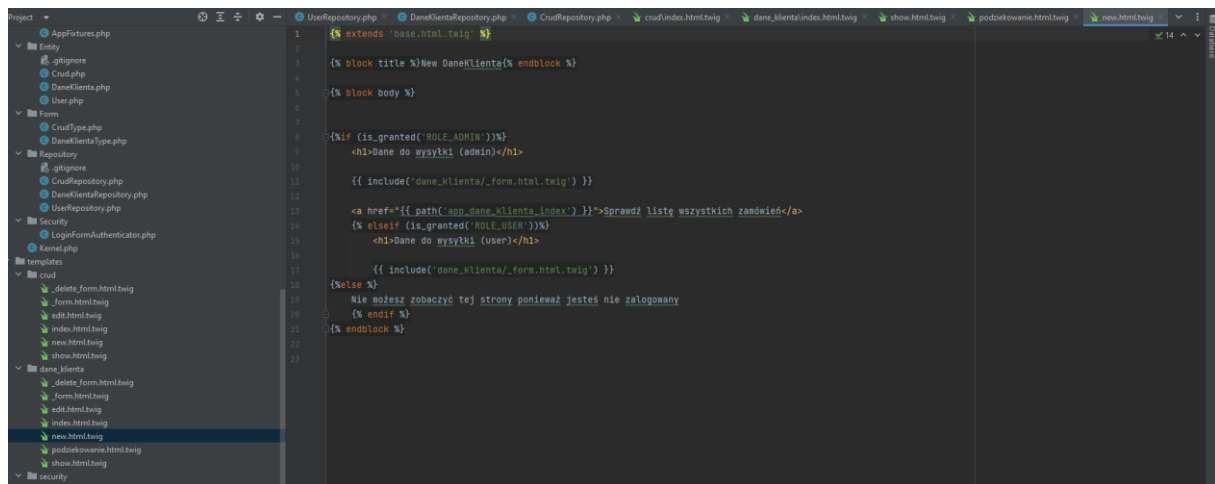 Project
UserRepository.php DaneKlientaRepository.php CrudRepository.php crud\index.html.twig dane_klienta\index.html.twig show.html.twig podziekowanie.html.twig new.html.twig
AppFixtures.php
Entity
.gitignore
Crud.php
DaneKlienta.php
User.php
Form
CrudType.php
DaneKlientaType.php
Repository
.gitignore
CrudRepository.php
DaneKlientaRepository.php
UserRepository.php
Security
LoginFormAuthenticator.php
Kernel.php
templates
crud
_delete_form.html.twig
_form.html.twig
edit.html.twig
index.html.twig
new.html.twig
show.html.twig
dane_klienta
_delete_form.html.twig
_form.html.twig
edit.html.twig
index.html.twig
new.html.twig
podziekowanie.html.twig
show.html.twig
security
1 {% extends 'base.html.twig' %}
2
3 {% block title %}New DaneKlienta{% endblock %}
4
5 {% block body %}
6
7
8 {%if (is_granted('ROLE_ADMIN'))%}
9 <h1>Dane do wysyłki (admin)</h1>
10
11 {{ include('dane_klienta/_form.html.twig') }}
12
13 <a href="{{ path('app_dane_klienta_index') }}">Sprawdź listę wszystkich zamówień</a>
14 {% elseif (is_granted('ROLE_USER'))%}
15 <h1>Dane do wysyłki (user)</h1>
16
17 {{ include('dane_klienta/_form.html.twig') }}
18 {%else %}
19 Nie możesz zobaczyć tej strony ponieważ jesteś nie zalogowany
20 {% endif %}
21 {% endblock %}
22
23
14
Database